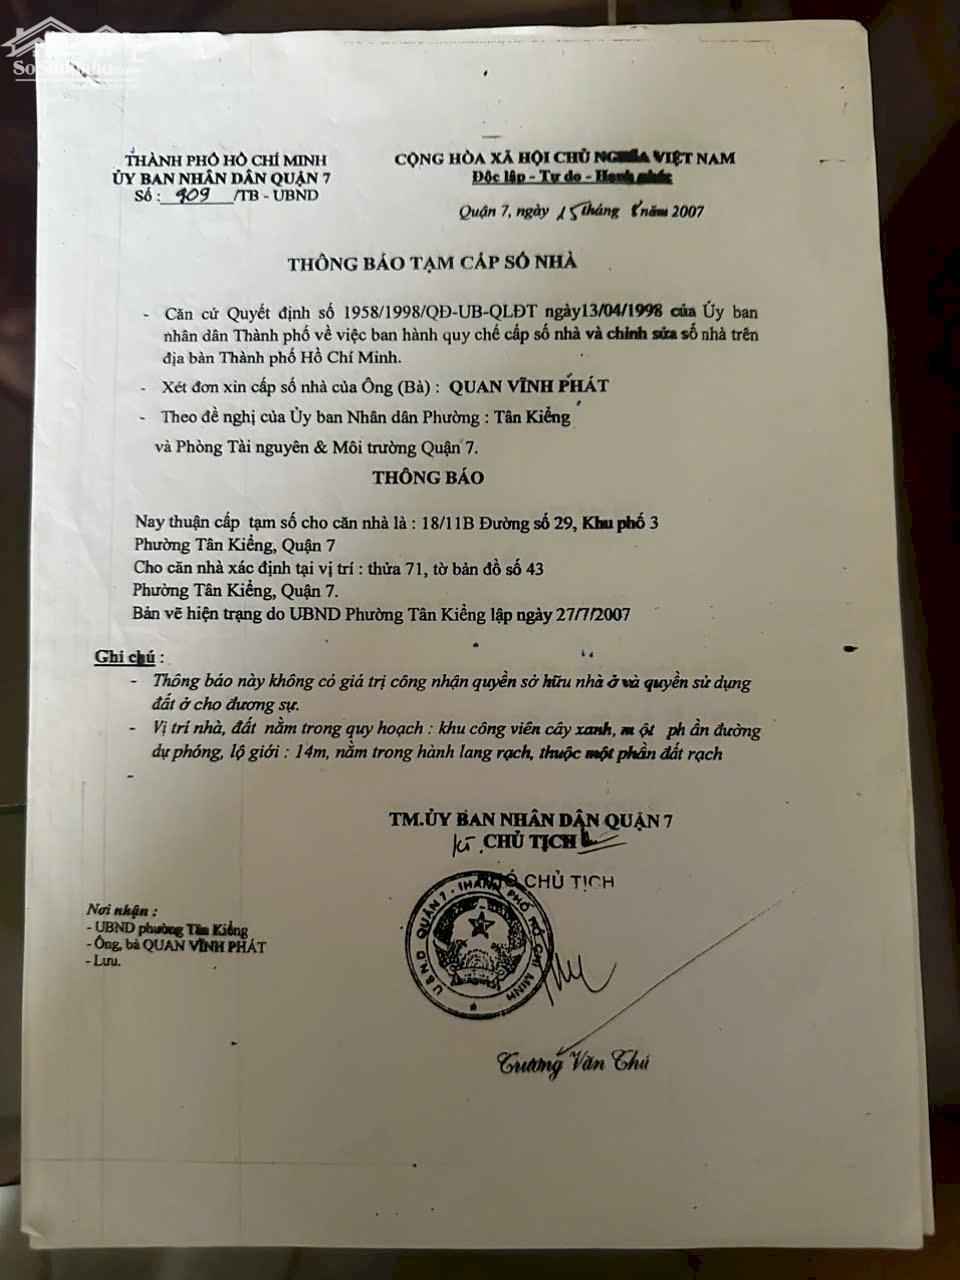 SoSanhNha.com
THÀNH PHỐ HỒ CHÍ MINH
ỦY BAN NHÂN DÂN QUẬN 7
Số : 909 /TB - UBND
CỘNG HÒA XÃ HỘI CHỦ NGHĨA VIỆT NAM
Độc lập - Tự do - Hạnh phúc
Quận 7, ngày 15 tháng 8 năm 2007
THÔNG BÁO TẠM CẤP SỐ NHÀ
- Căn cứ Quyết định số 1958/1998/QĐ-UB-QLĐT ngày13/04/1998 của Ủy ban
nhân dân Thành phố về việc ban hành quy chế cấp số nhà và chỉnh sửa số nhà trên
địa bàn Thành phố Hồ Chí Minh.
- Xét đơn xin cấp số nhà của Ông (Bà) : QUAN VĨNH PHÁT
- Theo đề nghị của Ủy ban Nhân dân Phường : Tân Kiểng
và Phòng Tài nguyên & Môi trường Quận 7.
THÔNG BÁO
Nay thuận cấp tạm số cho căn nhà là : 18/11B Đường số 29, Khu phố 3
Phường Tân Kiểng, Quận 7
Cho căn nhà xác định tại vị trí : thửa 71, tờ bản đồ số 43
Phường Tân Kiểng, Quận 7.
Bản vẽ hiện trạng do UBND Phường Tân Kiểng lập ngày 27/7/2007
Ghi chú :
- Thông báo này không có giá trị công nhận quyền sở hữu nhà ở và quyền sử dụng
đất ở cho đương sự.
- Vị trí nhà, đất nằm trong quy hoạch : khu công viên cây xanh, m ột ph ần đường
dự phóng, lộ giới : 14m, nằm trong hành lang rạch, thuộc một phần đất rạch
-
TM.ỦY BAN NHÂN DÂN QUẬN 7
KT. CHỦ TỊCH
PHÓ CHỦ TỊCH
U.B.N.D QUẬN 7 - THÀNH PHỐ HỒ CHÍ MINH
Nơi nhận :
- UBND phường Tân Kiểng
- Ông, bà QUAN VĨNH PHÁT
- Lưu.
Trương Văn Thú